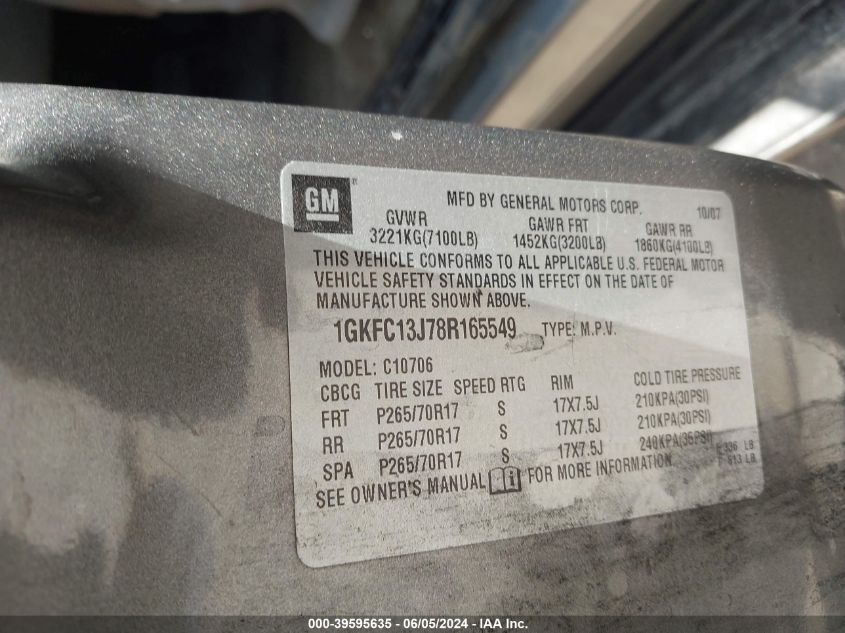 GM
MFD BY GENERAL MOTORS CORP. 10/07
GVWR GAWR FRT GAWR RR
3221KG(7100LB) 1452KG(3200LB) 1860KG(4100LB)
THIS VEHICLE CONFORMS TO ALL APPLICABLE U.S. FEDERAL MOTOR
VEHICLE SAFETY STANDARDS IN EFFECT ON THE DATE OF
MANUFACTURE SHOWN ABOVE.
1GKFC13J78R165549 TYPE: M.P.V.
MODEL: C10706
CBCG TIRE SIZE SPEED RTG RIM COLD TIRE PRESSURE
FRT P265/70R17 S 17X7.5J 210KPA(30PSI)
RR P265/70R17 S 17X7.5J 210KPA(30PSI)
SPA P265/70R17 S 17X7.5J 240KPA(35PSI)
SEE OWNER'S MANUAL FOR MORE INFORMATION.
336 LB
613 LB
000-39595635 - 06/05/2024 - IAA Inc.